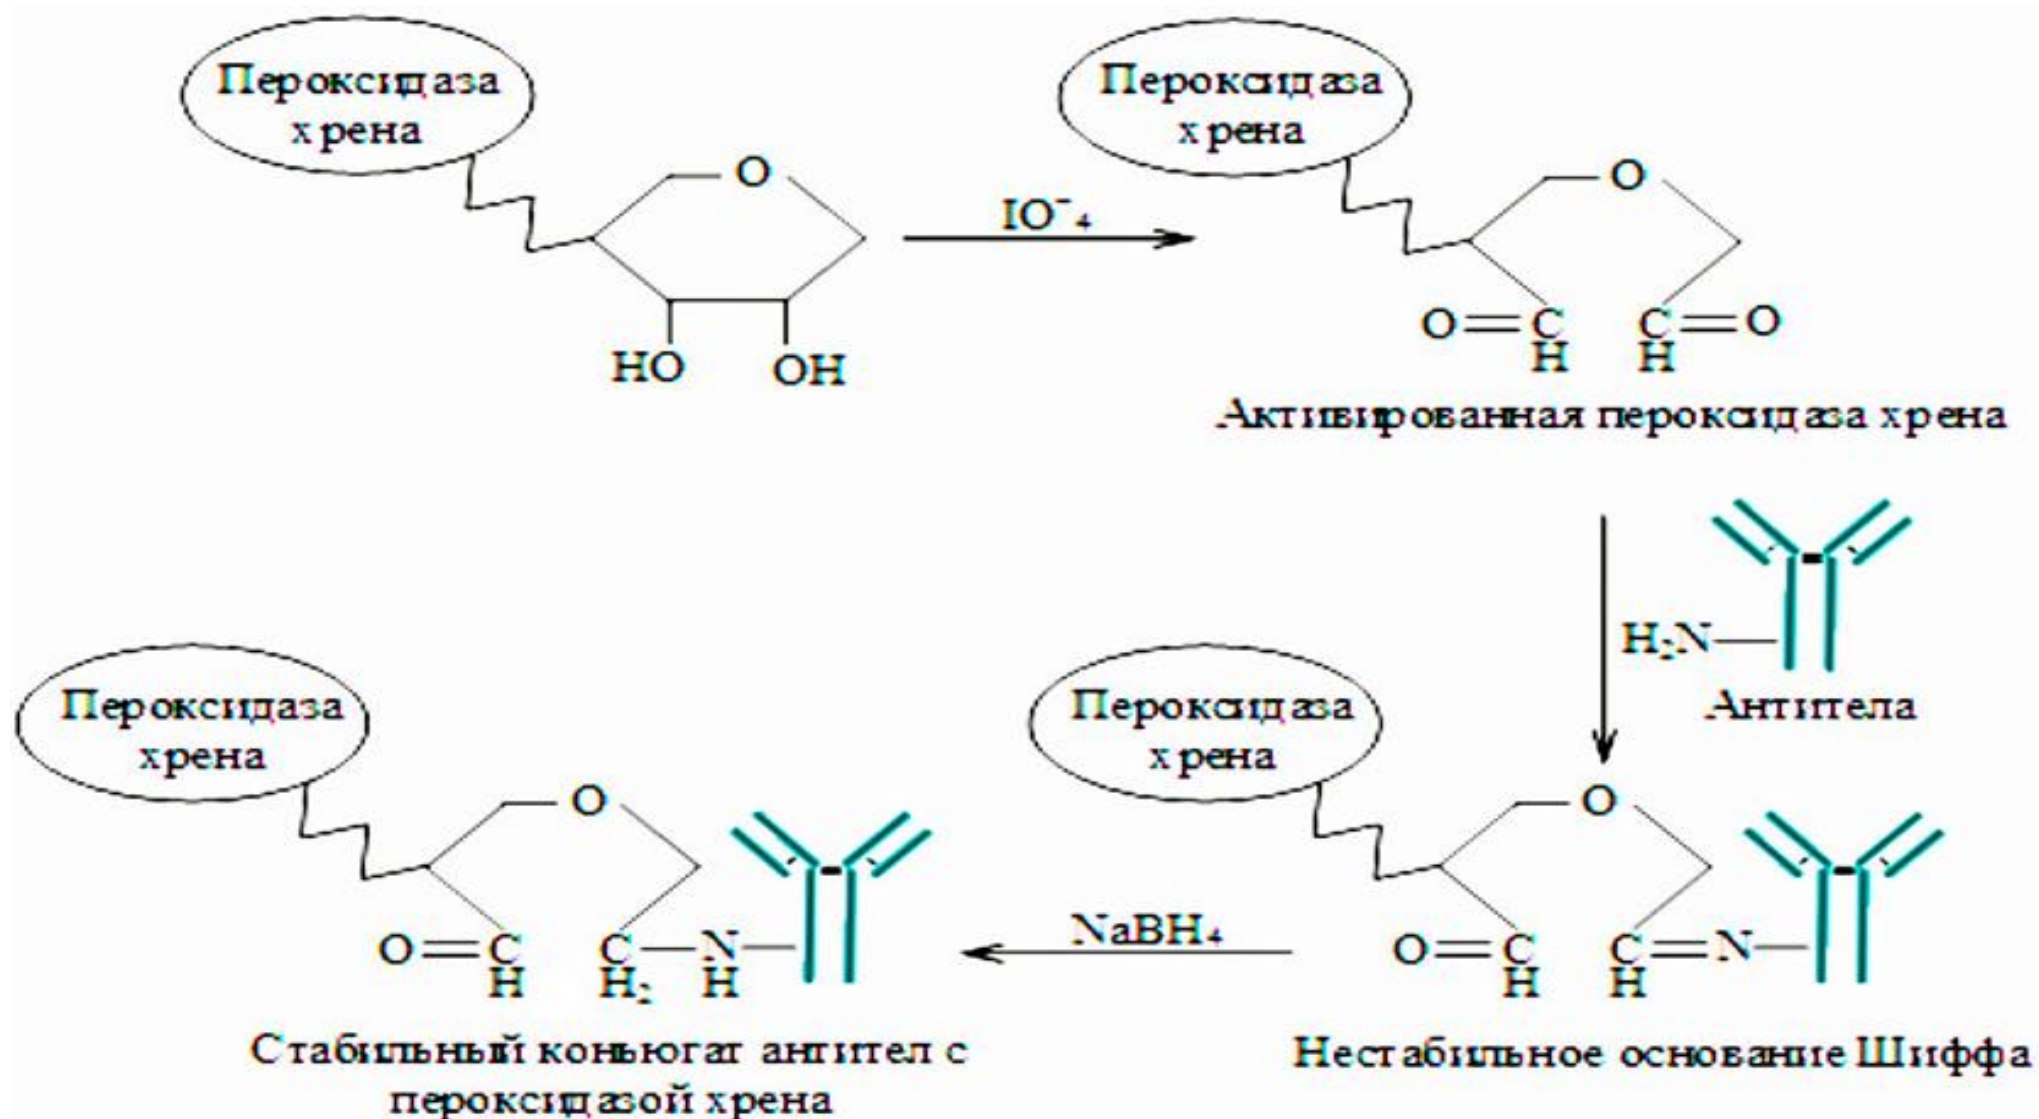 Пероксидаза
хрена
O
HO
OH
IO⁻₄
Пероксидаза
хрена
O
O=C
H
C=O
H
Активированная пероксидаза хрена
H₂N
Антитела
Пероксидаза
хрена
O
O=C
H
C=N
H
Нестабильное основание Шиффа
NaBH₄
Пероксидаза
хрена
O
O=C
H
C—N
H₂ H
Стабильный коньюгат антител с
пероксидазой хрена